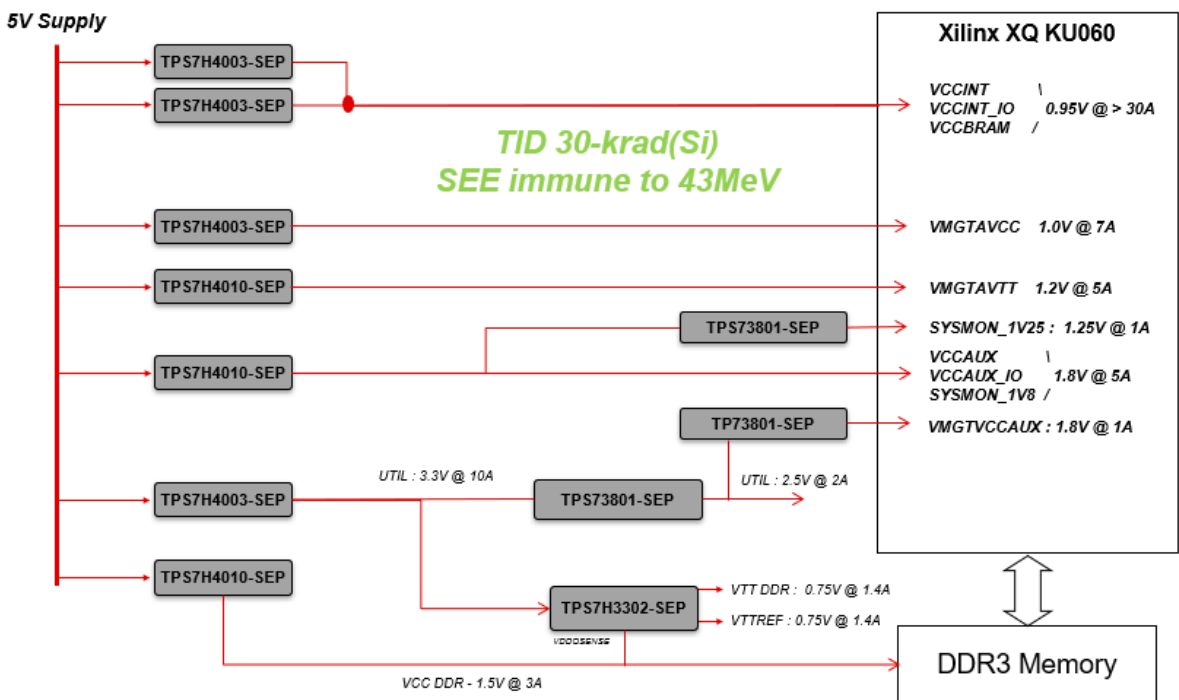 5V Supply
Xilinx XQ KU060
TPS7H4003-SEP
TPS7H4003-SEP
VCCINT \
VCCINT_IO 0.95V @ > 30A
VCCBRAM /
TID 30-krad(Si)
SEE immune to 43MeV
TPS7H4003-SEP
VMGTAVCC 1.0V @ 7A
TPS7H4010-SEP
VMGTAVTT 1.2V @ 5A
TPS73801-SEP
SYSMON_1V25 : 1.25V @ 1A
TPS7H4010-SEP
VCCAUX \
VCCAUX_IO 1.8V @ 5A
SYSMON_1V8 /
TP73801-SEP
VMGTVCCAUX : 1.8V @ 1A
UTIL : 3.3V @ 10A
UTIL : 2.5V @ 2A
TPS7H4003-SEP
TPS73801-SEP
TPS7H4010-SEP
TPS7H3302-SEP
VTT DDR : 0.75V @ 1.4A
VTTREF : 0.75V @ 1.4A
VDDDSENSE
DDR3 Memory
VCC DDR - 1.5V @ 3A